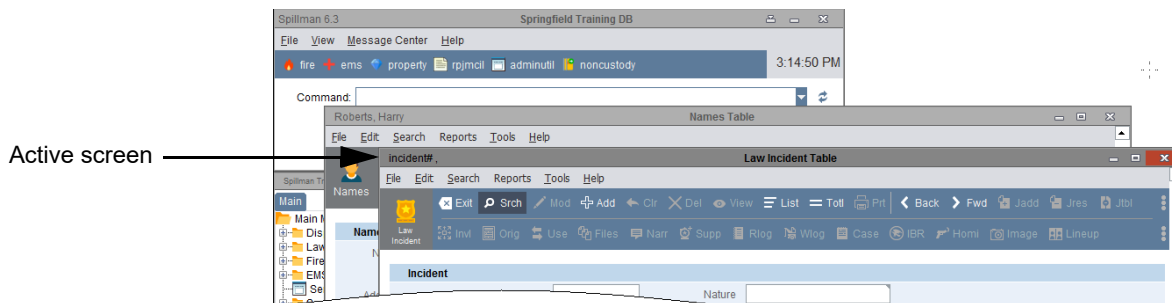 Spillman 6.3 Springfield Training DB
File View Message Center Help
fire ems property rpjmcil adminutil noncustody 3:14:50 PM
Command:
Roberts, Harry Names Table
File Edit Search Reports Tools Help
Active screen
incident# , Law Incident Table
File Edit Search Reports Tools Help
Names
Exit Srch Mod Add Clr Del View List Totl Prt Back Fwd Jadd Jres Jtbl
Law Incident
Invl Orig Use Files Narr Supp Rlog Wlog Case IBR Homi Image Lineup
Spillman Tr
Main
Main M
Dis
Law
Fire
EMS
Se
Name
Incident
Nature